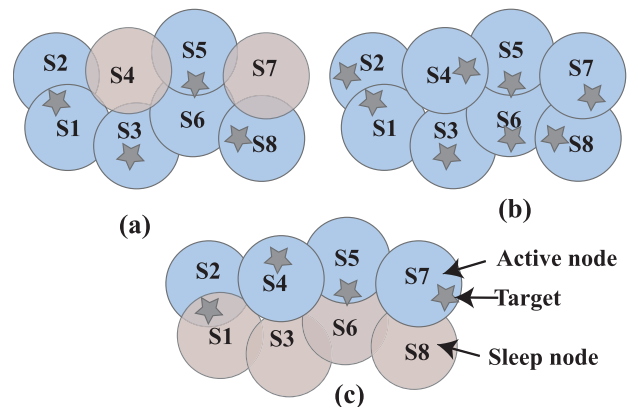 S2
S4
S5
S7
S1
S3
S6
S8
(a)
S2
S4
S5
S7
S1
S3
S6
S8
(b)
S2
S4
S5
S7
Active node
Target
S1
S3
S6
S8
Sleep node
(c)